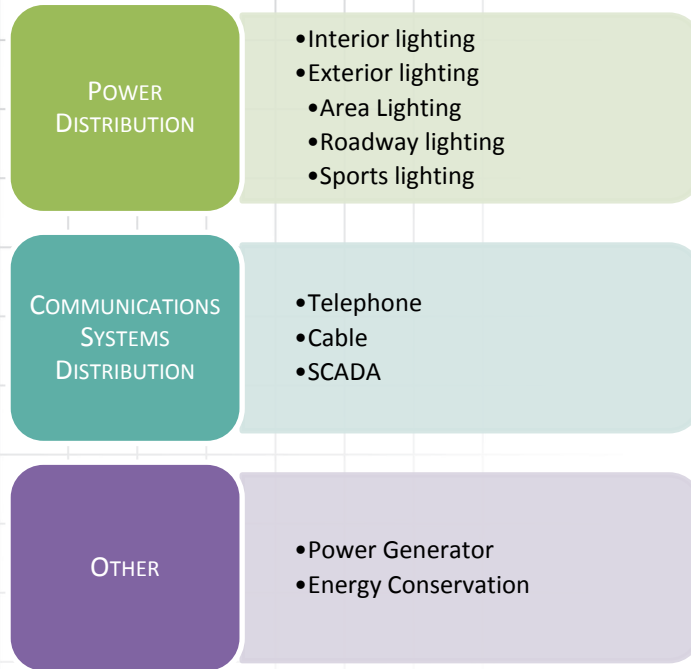 POWER
DISTRIBUTION
•Interior lighting
•Exterior lighting
•Area Lighting
•Roadway lighting
•Sports lighting
COMMUNICATIONS
SYSTEMS
DISTRIBUTION
•Telephone
•Cable
•SCADA
OTHER
•Power Generator
•Energy Conservation